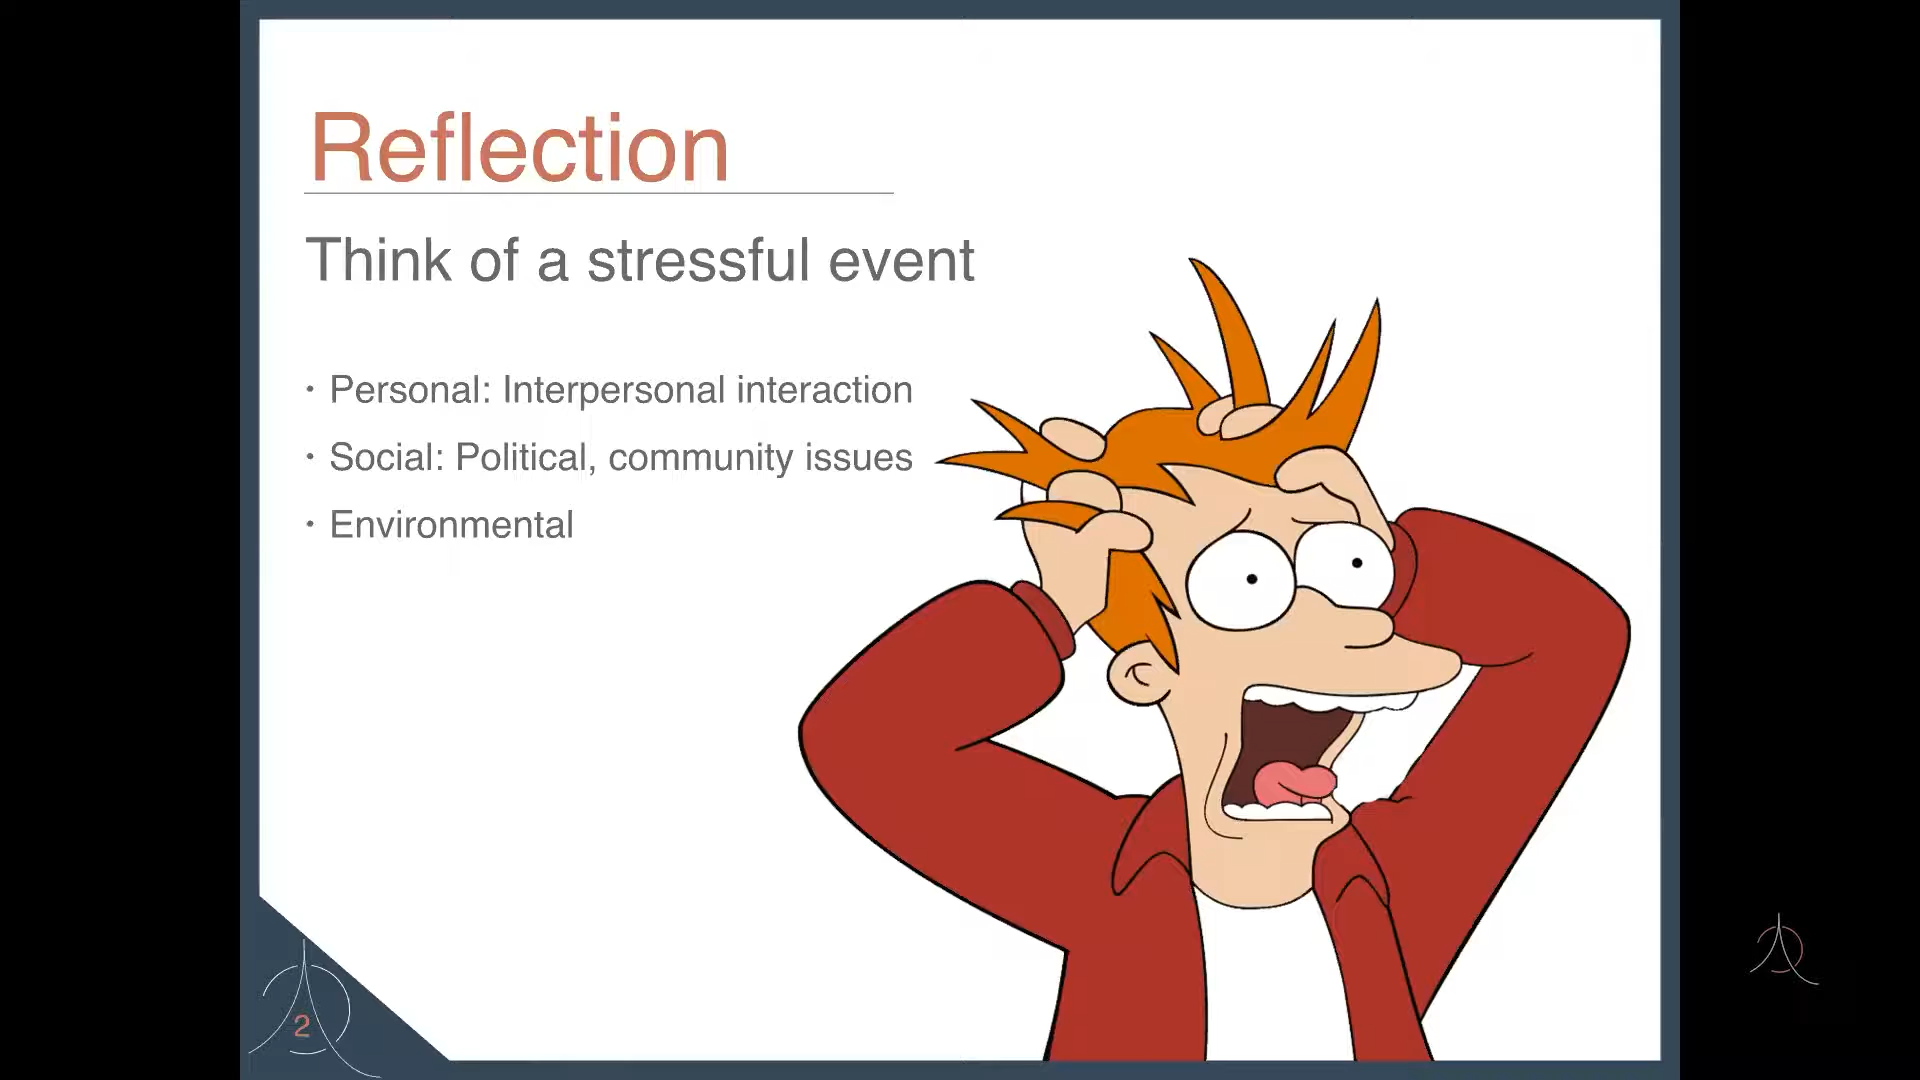 Reflection
Think of a stressful event
• Personal: Interpersonal interaction
• Social: Political, community issues
• Environmental
2